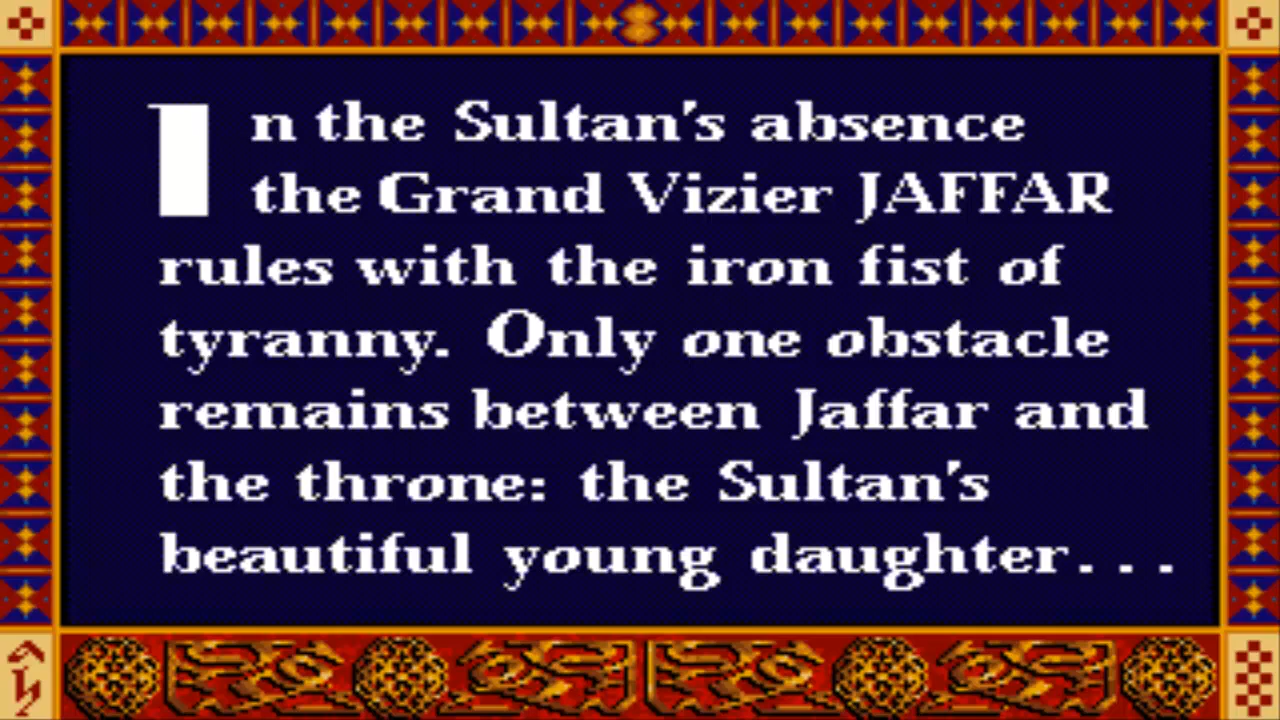 In the Sultan's absence
the Grand Vizier JAFFAR
rules with the iron fist of
tyranny. Only one obstacle
remains between Jaffar and
the throne: the Sultan's
beautiful young daughter...